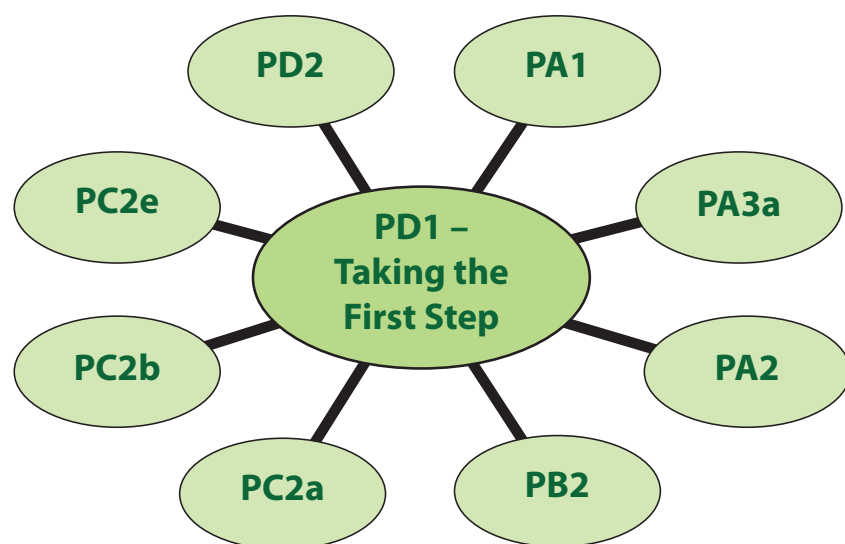 PD2
PA1
PC2e
PA3a
PD1 –
Taking the
First Step
PC2b
PA2
PC2a
PB2